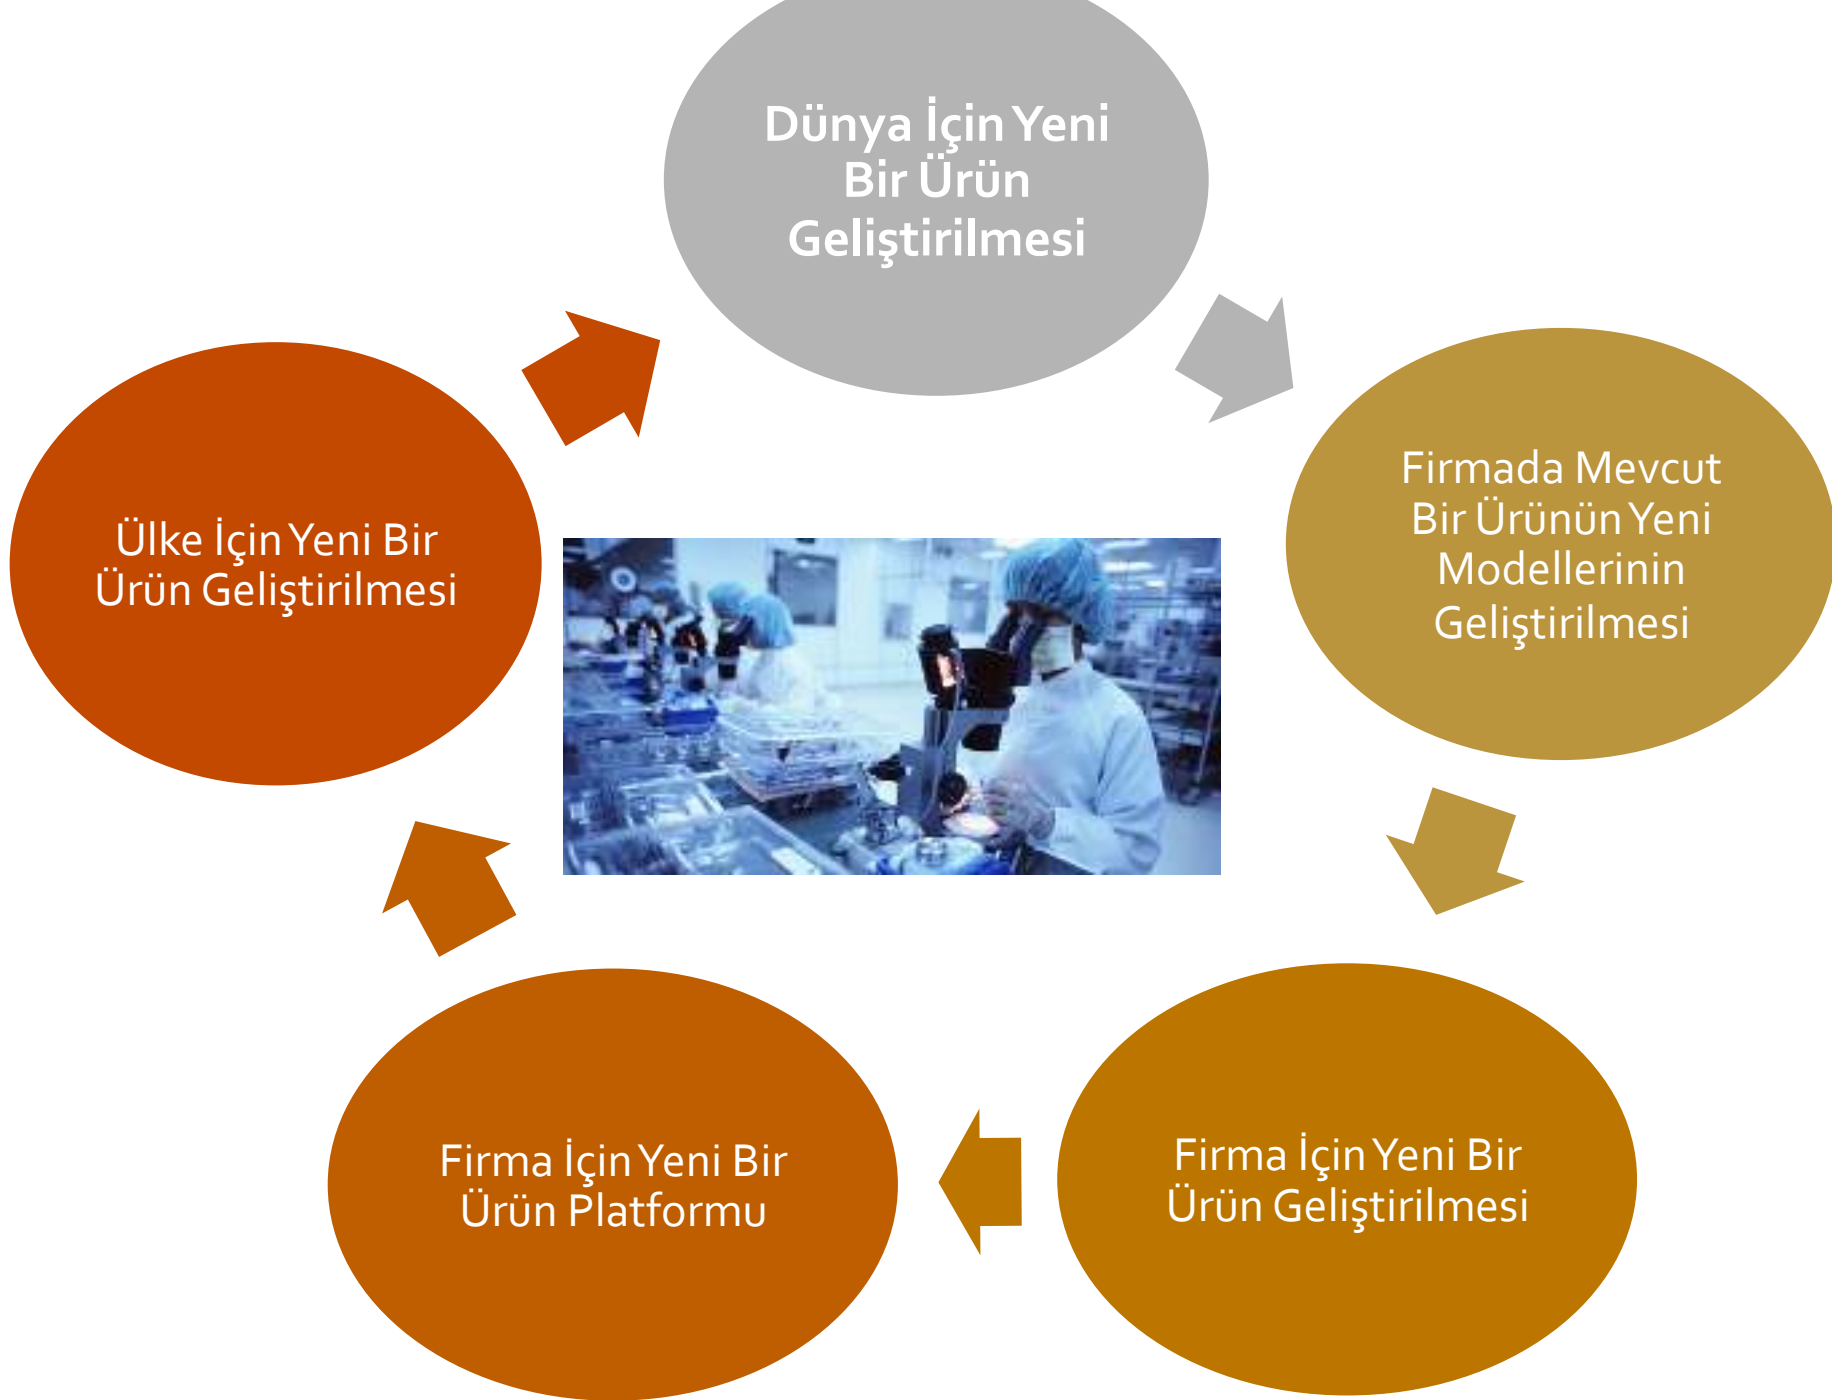 Dünya İçin Yeni
Bir Ürün
Geliştirilmesi
Firmada Mevcut
Bir Ürünün Yeni
Modellerinin
Geliştirilmesi
Firma İçin Yeni Bir
Ürün Geliştirilmesi
Firma İçin Yeni Bir
Ürün Platformu
Ülke İçin Yeni Bir
Ürün Geliştirilmesi